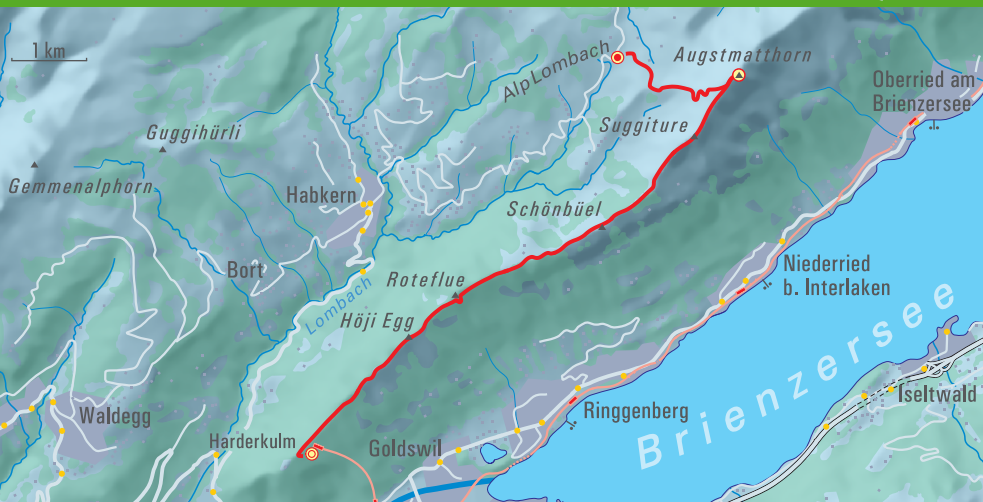 1 km
Augstmatthorn
Alp Lombach
Oberried am
Brienzersee
Guggihürli
Suggiture
Gemmenalphorn
Habkern
Schönbüel
Bort
Roteflue
Niederried
b. Interlaken
Lombach
Höji Egg
Brienzersee
Iseltwald
Waldegg
Ringgenberg
Harderkulm
Goldswil